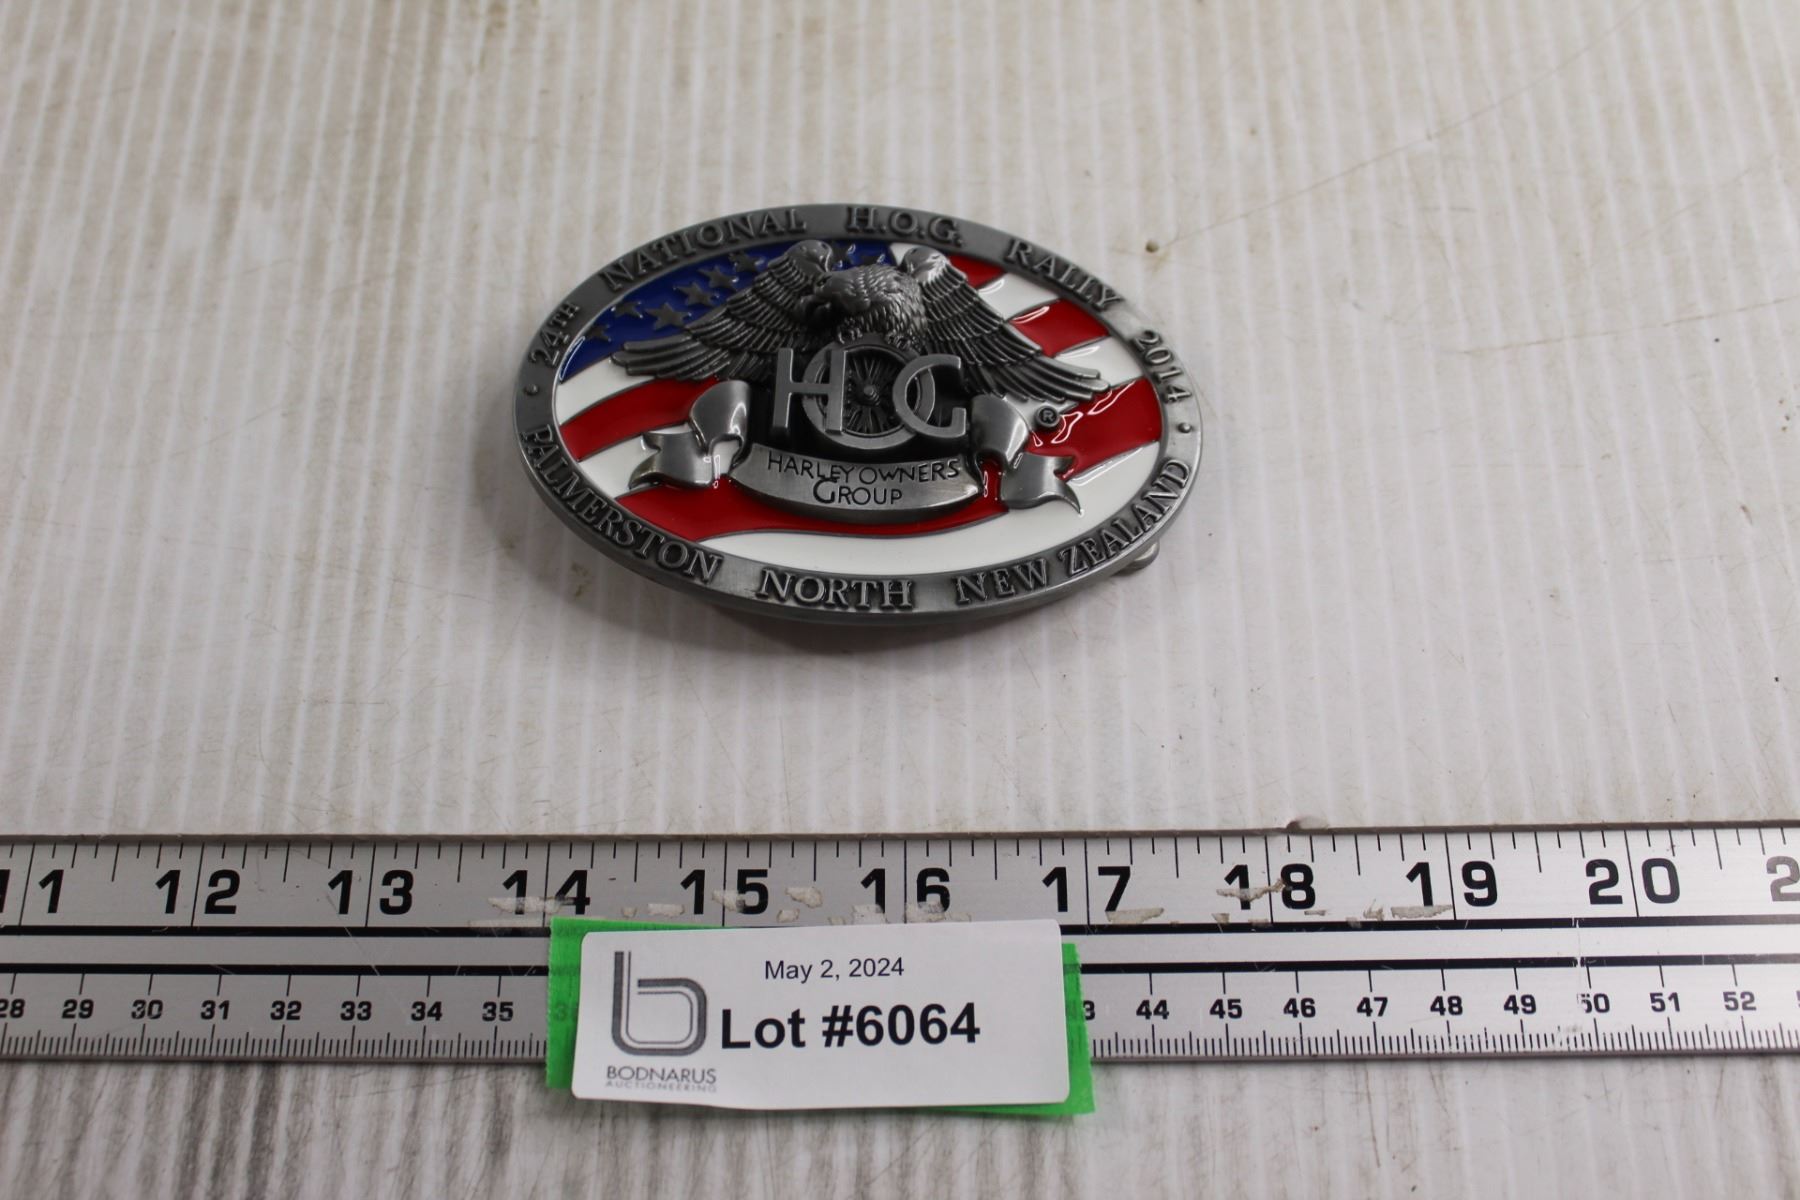 24TH NATIONAL H.O.G. RALLY 2014
HOG ®
HARLEY OWNERS
GROUP
PALMERSTON NORTH NEW ZEALAND
11 12 13 14 15 16 17 18 19 20
28 29 30 31 32 33 34 35 44 45 46 47 48 49 50 51 52
May 2, 2024
Lot #6064
b
BODNARUS
AUCTIONEERING